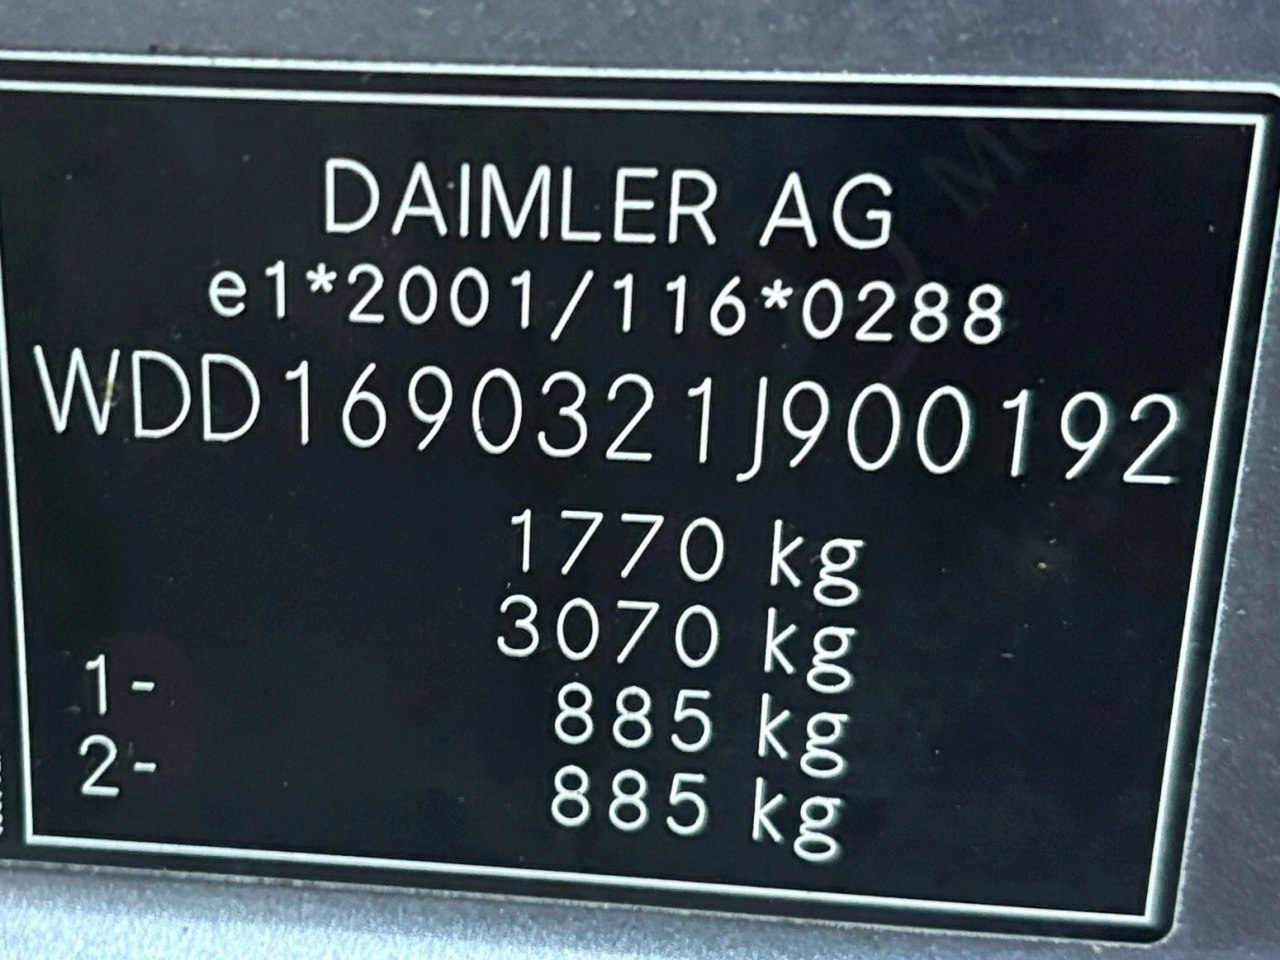 DAIMLER AG
e1*2001/116*0288
WDD1690321J900192
1770 kg
3070 kg
1- 885 kg
2- 885 kg